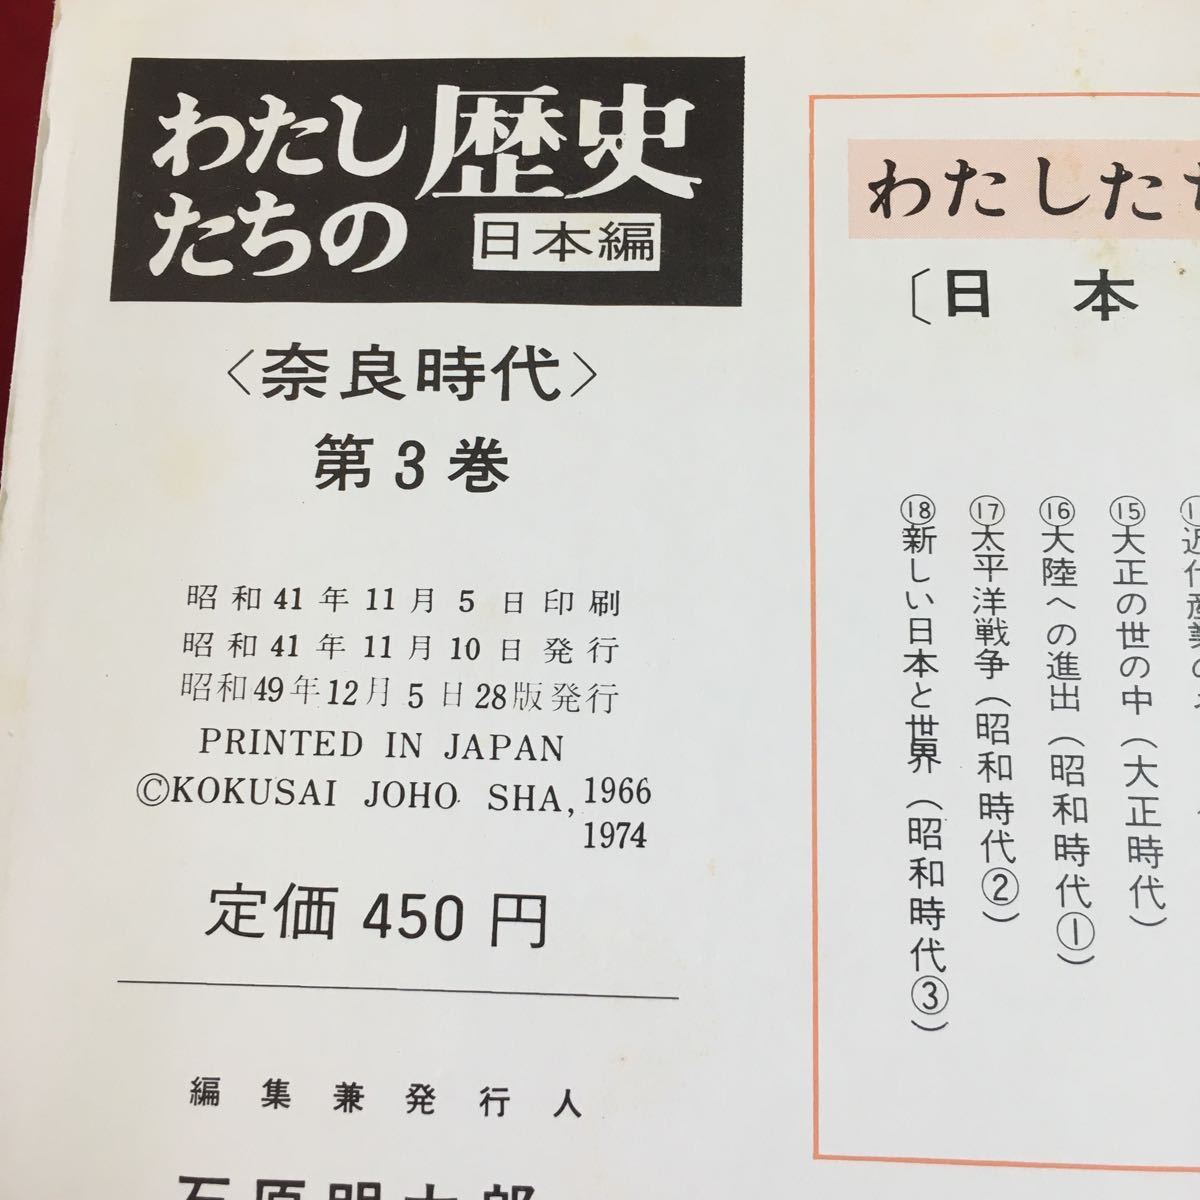 わたし
たちの
歴史
日本編
〈奈良時代〉
第3巻
昭和41年11月5日印刷
昭和41年11月10日発行
昭和49年12月5日28版発行
PRINTED IN JAPAN
©KOKUSAI JOHO SHA, 1966
1974
定価450円
編集兼発行人
わたしたち
〔日本
⑮大正の世の中(大正時代)
⑯大陸への進出(昭和時代①)
⑰太平洋戦争(昭和時代②)
⑱新しい日本と世界(昭和時代③)